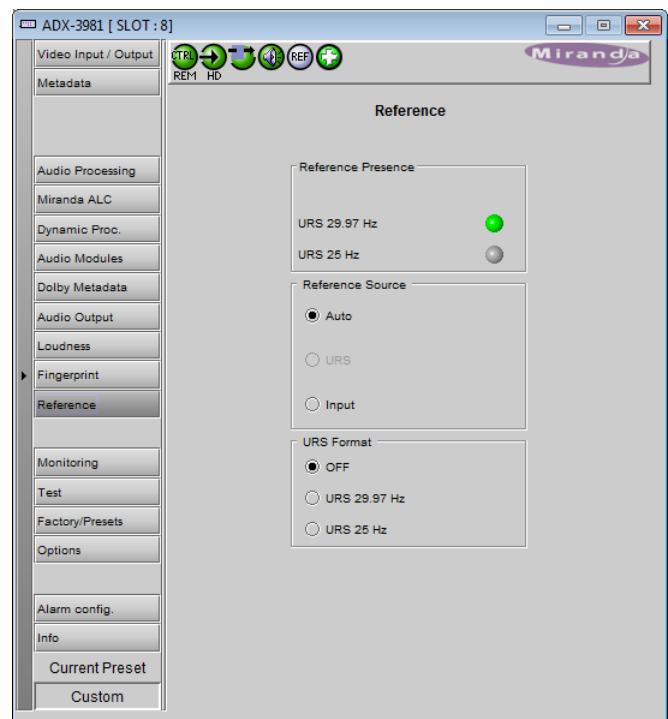 ADX-3981 [ SLOT : 8]
Video Input / Output
Metadata
Audio Processing
Miranda ALC
Dynamic Proc.
Audio Modules
Dolby Metadata
Audio Output
Loudness
Fingerprint
Reference
Monitoring
Test
Factory/Presets
Options
Alarm config.
Info
Current Preset
Custom
CTRL
REF
REM HD
Miranda
Reference
Reference Presence
URS 29.97 Hz
URS 25 Hz
Reference Source
Auto
URS
Input
URS Format
OFF
URS 29.97 Hz
URS 25 Hz